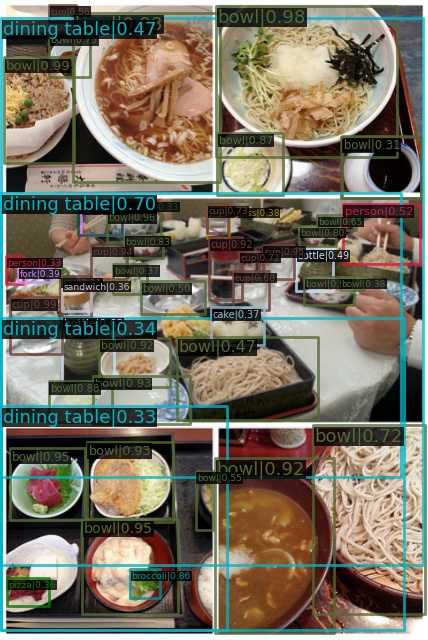 cup|0.56
dining table|0.47
bowl|0.98
bowl|0.99
bowl|0.87
bowl|0.31
dining table|0.70
bowl|0.96
cup|0.73
person|0.52
bowl|0.65
bowl|0.80
bowl|0.83
cup|0.94
cup|0.92
cup|0.72
bottle|0.49
person|0.33
fork|0.39
bowl|0.37
sandwich|0.36
bowl|0.50
cup|0.68
cup|0.99
cake|0.37
dining table|0.34
bowl|0.92
bowl|0.47
bowl|0.93
bowl|0.88
dining table|0.33
bowl|0.95
bowl|0.93
bowl|0.72
bowl|0.92
bowl|0.55
bowl|0.95
broccoli|0.86
pizza|0.36